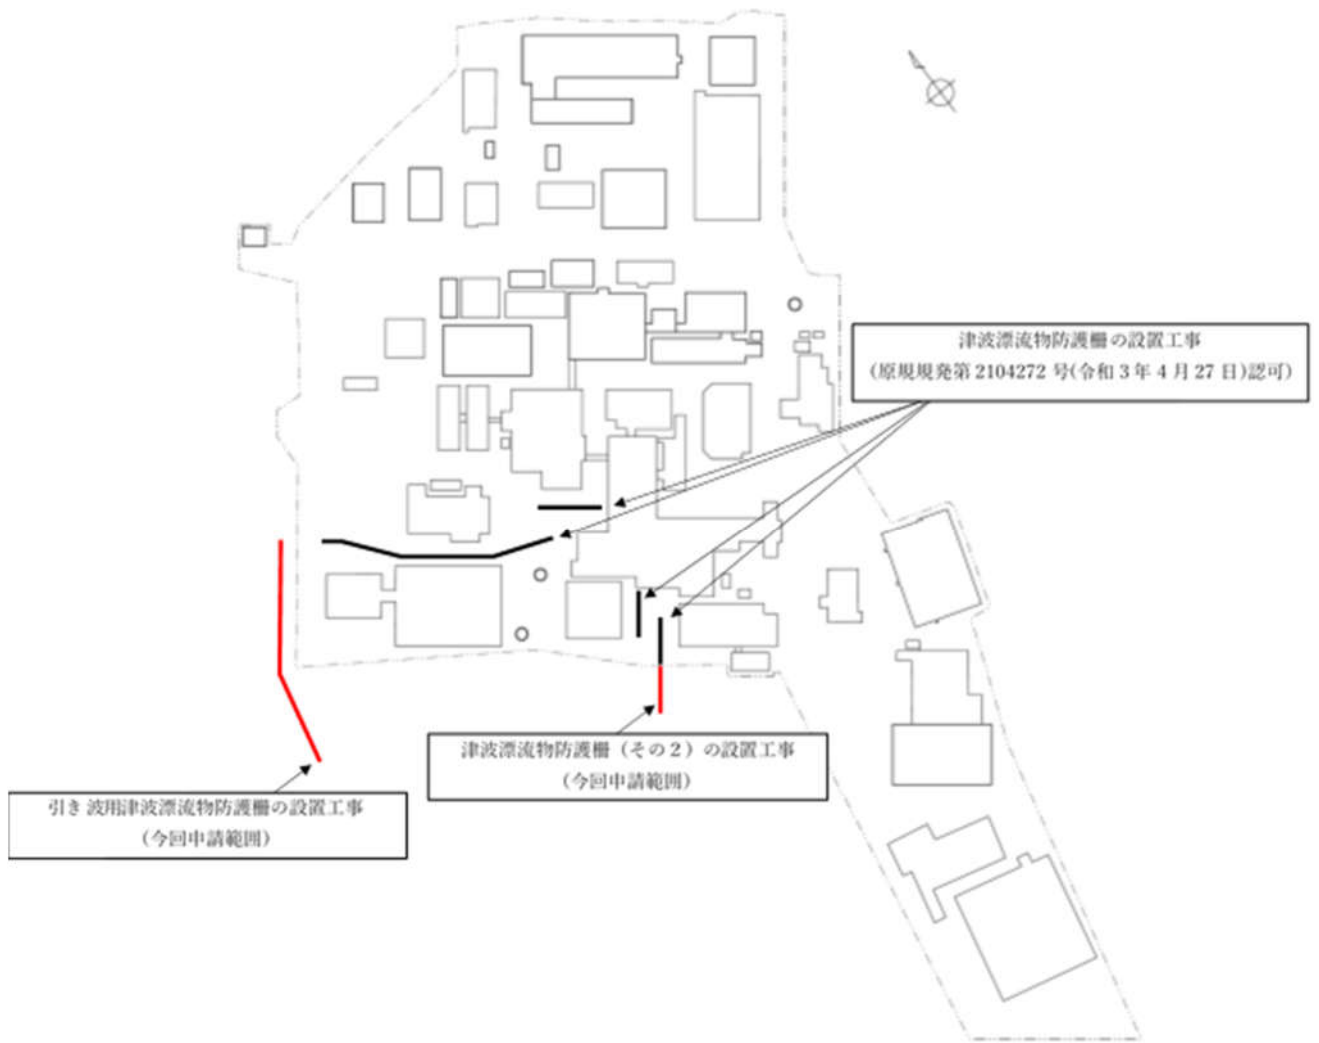 津波漂流物防護柵の設置工事
(原規規発第 2104272 号(令和 3 年 4 月 27 日)認可)
津波漂流物防護柵（その２）の設置工事
（今回申請範囲）
引き 波用津波漂流物防護柵の設置工事
（今回申請範囲）